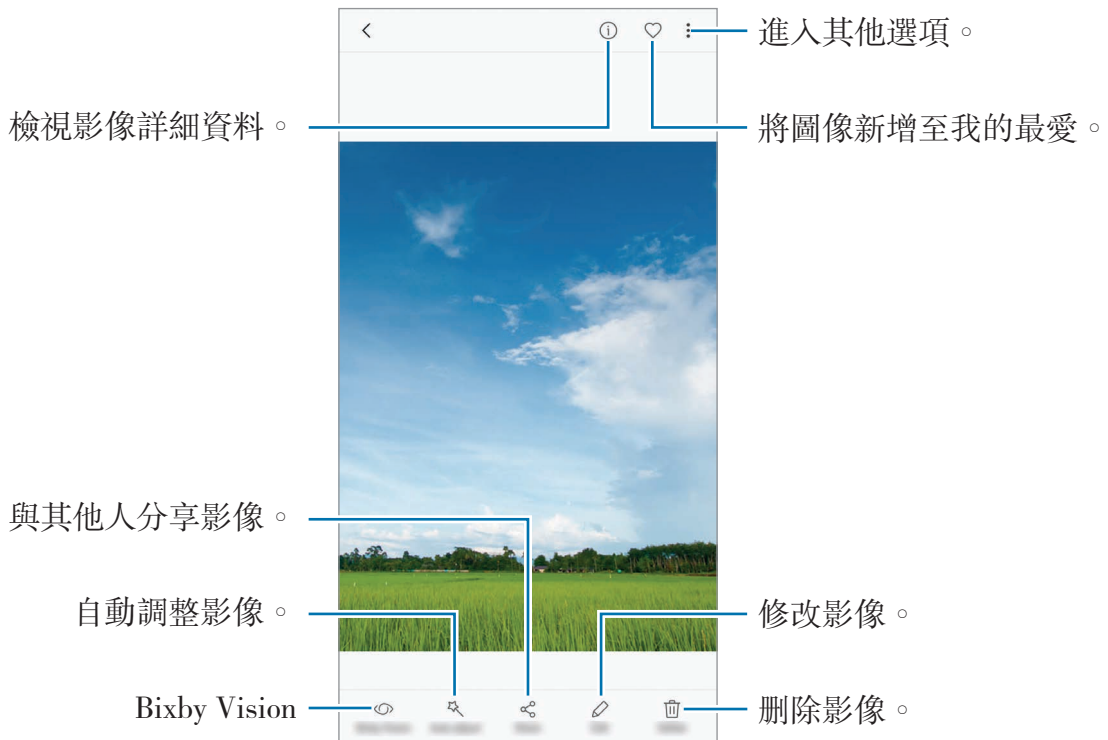 進入其他選項。
檢視影像詳細資料。
將圖像新增至我的最愛。
與其他人分享影像。
自動調整影像。
修改影像。
Bixby Vision
刪除影像。